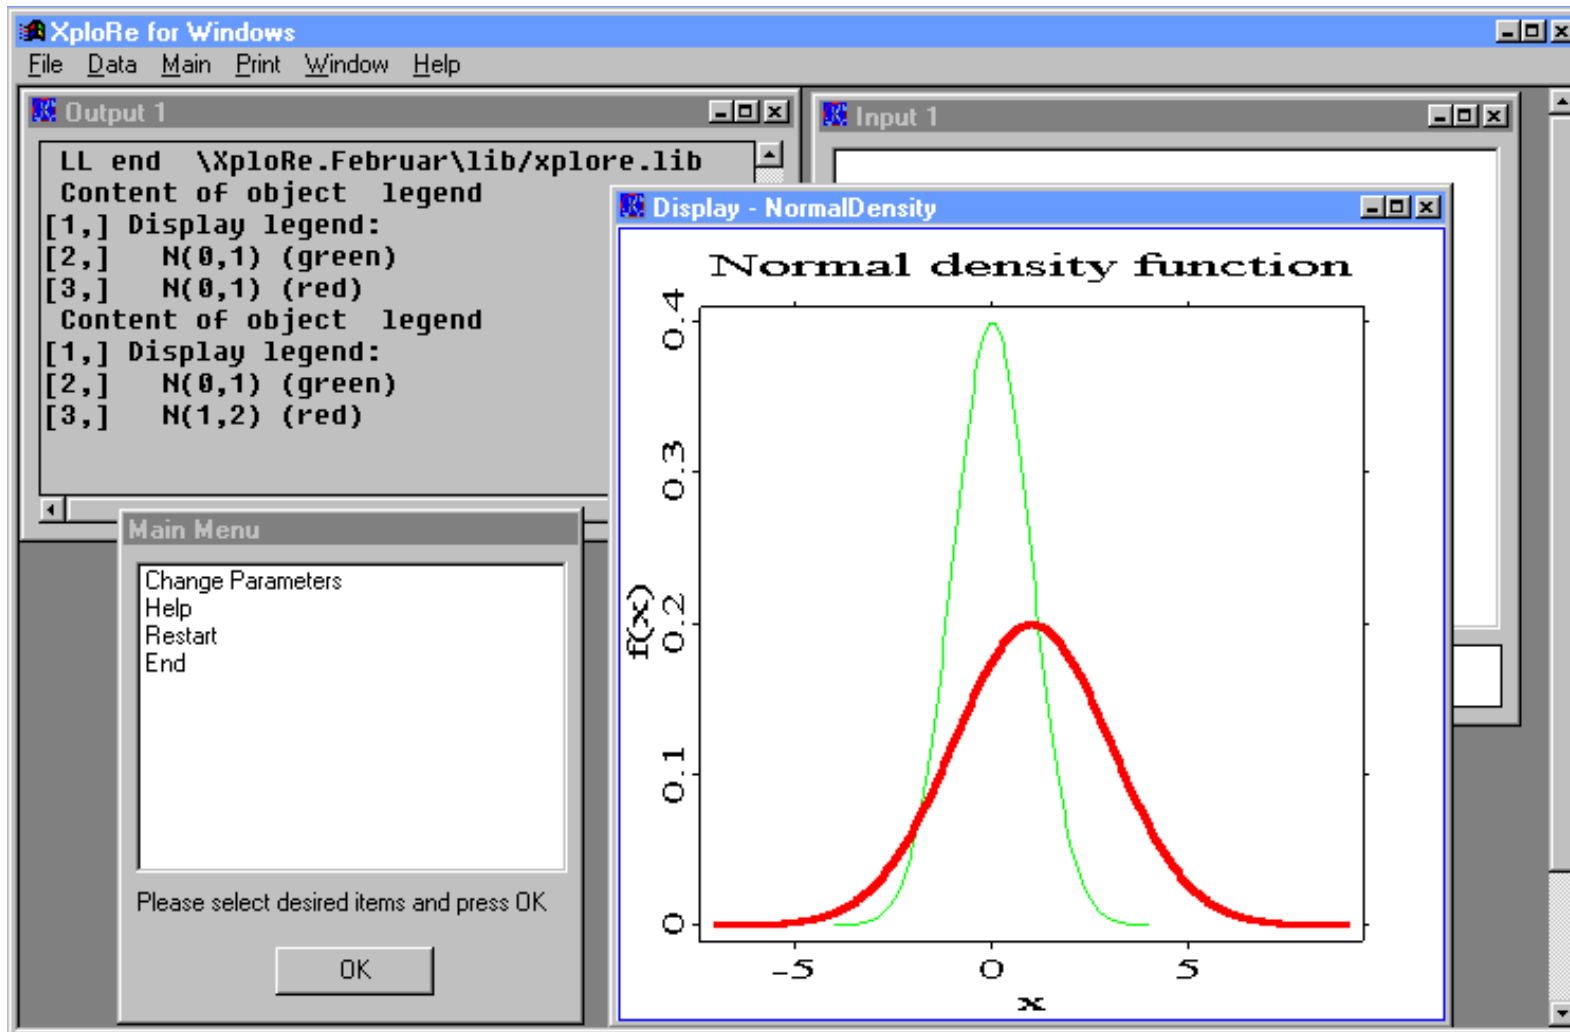 XploRe for Windows
File Data Main Print Window Help
Output 1
LL end \XploRe.Februar\lib/xplore.lib
Content of object legend
[1,] Display legend:
[2,] N(0,1) (green)
[3,] N(0,1) (red)
Content of object legend
[1,] Display legend:
[2,] N(0,1) (green)
[3,] N(1,2) (red)
Input 1
Display - NormalDensity
Normal density function
0.4
0.3
0.2
0.1
0
f(x)
-5 0 5
x
Main Menu
Change Parameters
Help
Restart
End
Please select desired items and press OK
OK